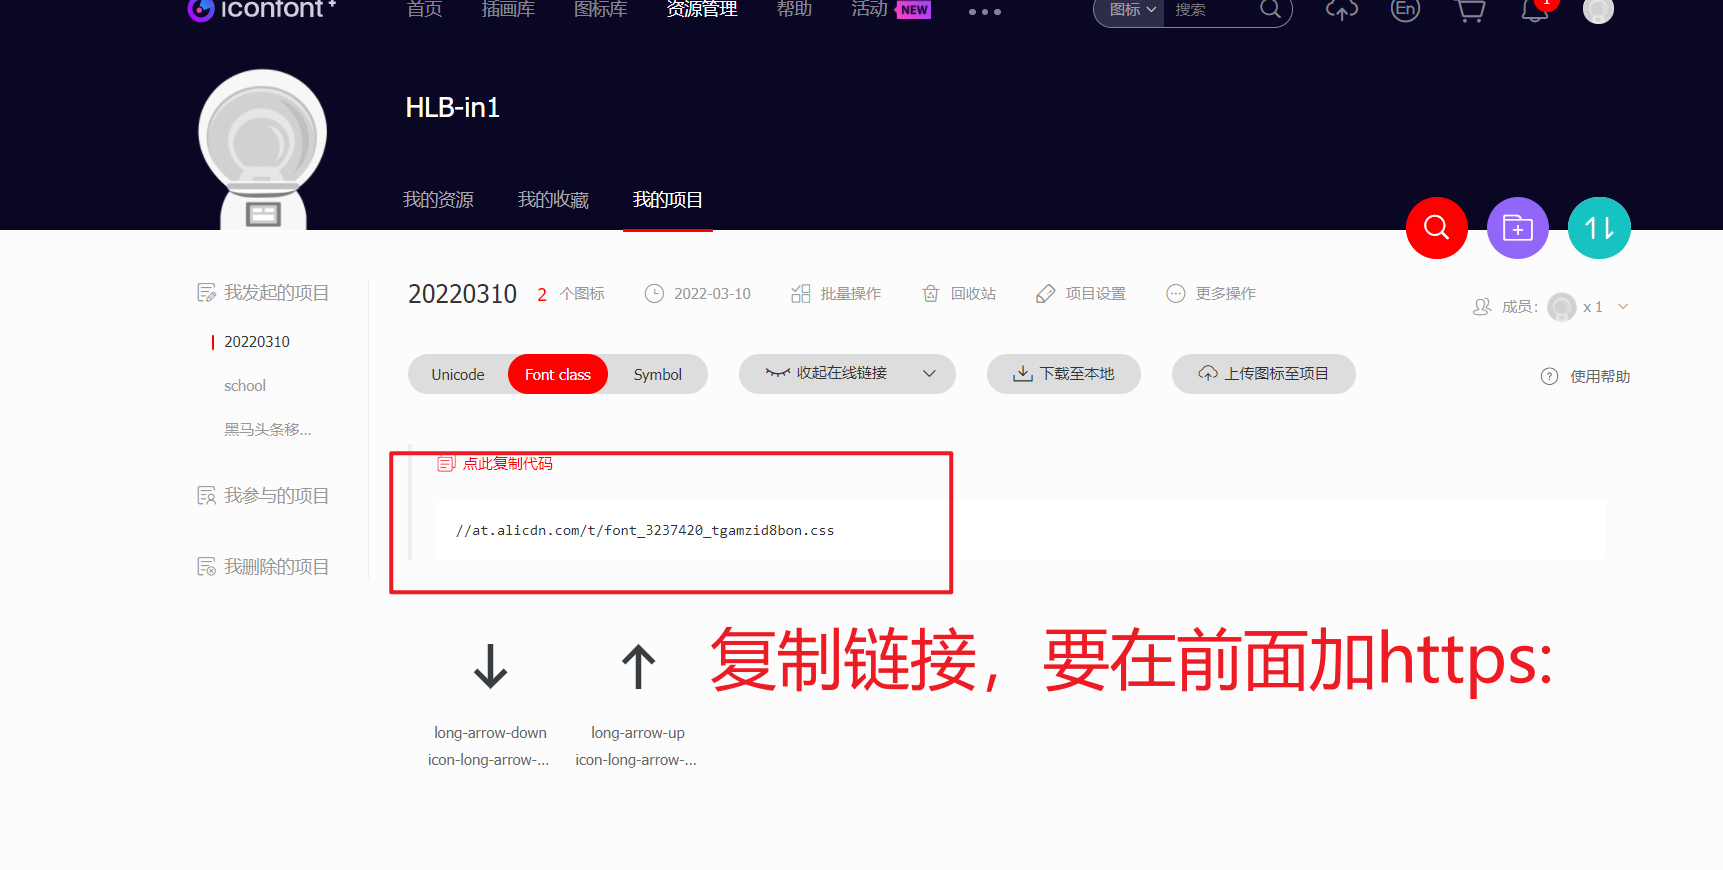 iconfont+
首页 插画库 图标库 资源管理 帮助 活动 NEW ●●●
图标 搜索 En 1
HLB-in1
我的资源 我的收藏 我的项目
我发起的项目
20220310
school
黑马头条移...
我参与的项目
我删除的项目
20220310 2 个图标 2022-03-10 批量操作 回收站 项目设置 更多操作
成员: x 1
Unicode Font class Symbol 收起在线链接 下载至本地 上传图标至项目
使用帮助
点此复制代码
//at.alicdn.com/t/font_3237420_tgamzid8bon.css
复制链接，要在前面加https:
long-arrow-down
icon-long-arrow-...
long-arrow-up
icon-long-arrow-...